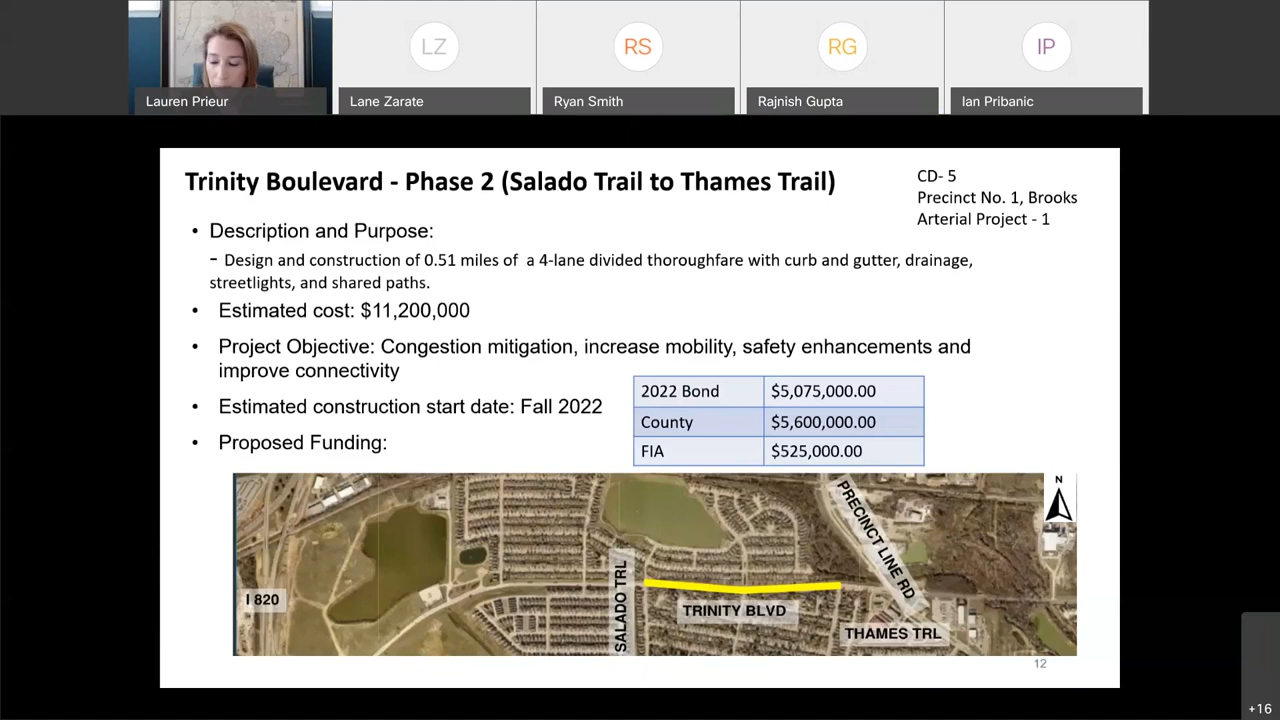 LZ
RS
RG
IP
Lauren Prieur
Lane Zarate
Ryan Smith
Rajnish Gupta
Ian Pribanic
Trinity Boulevard - Phase 2 (Salado Trail to Thames Trail)
CD- 5
Precinct No. 1, Brooks
Arterial Project - 1
• Description and Purpose:
– Design and construction of 0.51 miles of a 4-lane divided thoroughfare with curb and gutter, drainage,
streetlights, and shared paths.
• Estimated cost: $11,200,000
• Project Objective: Congestion mitigation, increase mobility, safety enhancements and
improve connectivity
• Estimated construction start date: Fall 2022
• Proposed Funding:
2022 Bond $5,075,000.00
County $5,600,000.00
FIA $525,000.00
N
PRECINCT LINE RD
I 820
SALADO TRL
TRINITY BLVD
THAMES TRL
12
+16